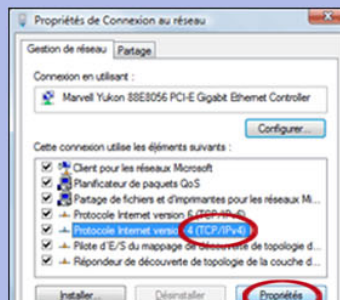 Propriétés de Connexion au réseau
Gestion de réseau Partage
Connexion en utilisant :
Marvell Yukon 88E8056 PCI-E Gigabit Ethernet Controller
Configurer...
Cette connexion utilise les éléments suivants :
Client pour les réseaux Microsoft
Planificateur de paquets QoS
Partage de fichiers et d'imprimantes pour les réseaux Mi...
Protocole Internet version 6 (TCP/IPv6)
Protocole Internet version 4 (TCP/IPv4)
Pilote d'E/S du mappage de découverte de topologie d...
Répondeur de découverte de topologie de la couche d...
Installer... Désinstaller Propriétés